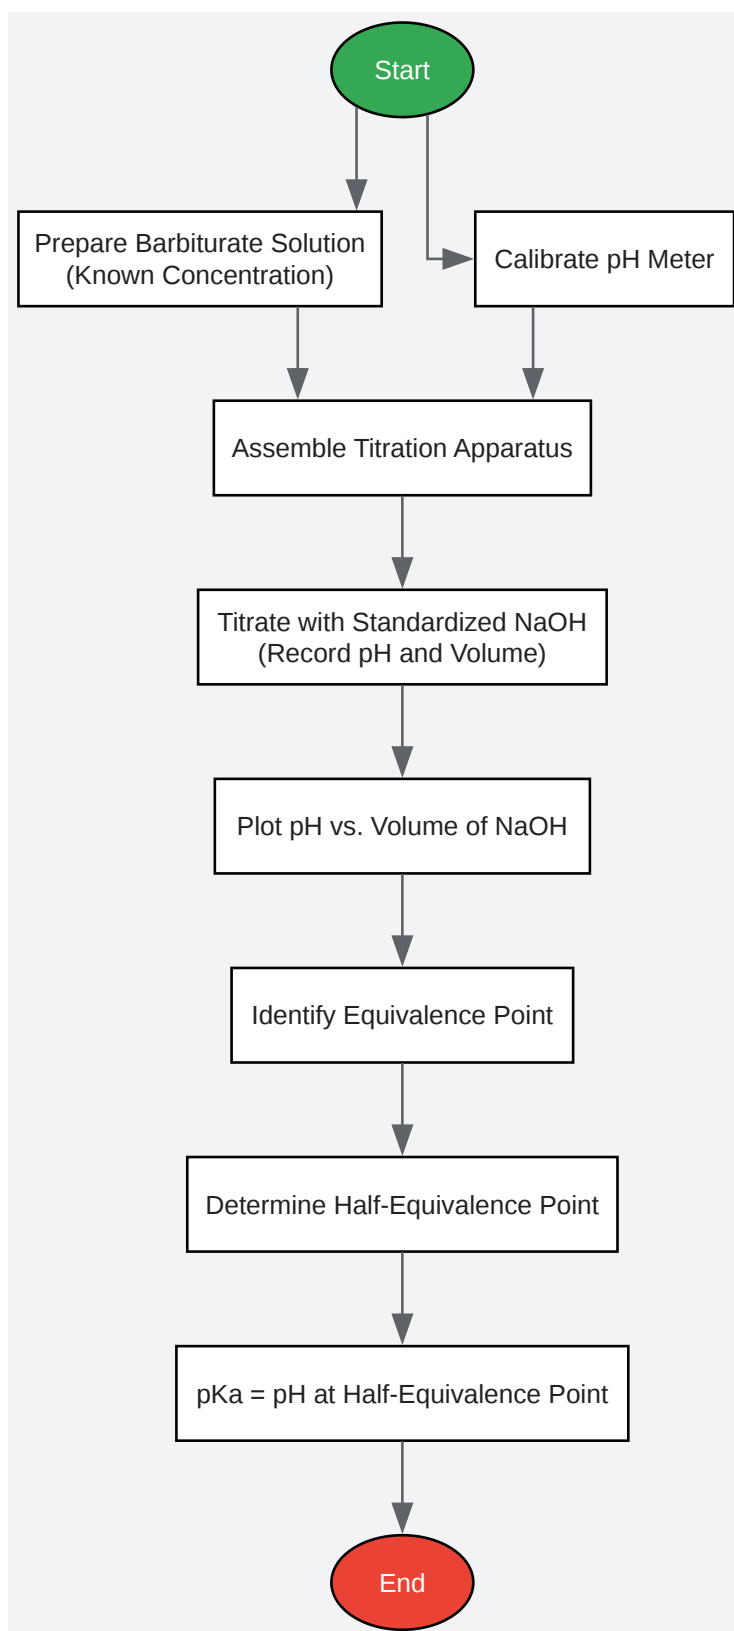 Start
Prepare Barbiturate Solution
(Known Concentration)
Calibrate pH Meter
Assemble Titration Apparatus
Titrate with Standardized NaOH
(Record pH and Volume)
Plot pH vs. Volume of NaOH
Identify Equivalence Point
Determine Half-Equivalence Point
pKa = pH at Half-Equivalence Point
End